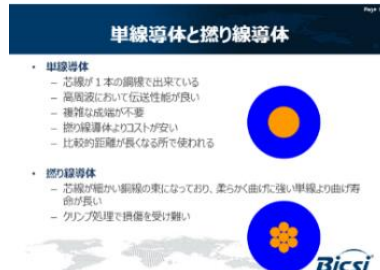 Page
単線導体と撚り線導体
• 単線導体
– 芯線が１本の銅線で出来ている
– 高周波において伝送性能が良い
– 複雑な成端が不要
– 撚り線導体よりコストが安い
– 比較的距離が長くなる所で使われる
• 撚り線導体
– 芯線が細かい銅線の束になっており、柔らかく曲げに強い単線より曲げ寿
命が長い
– クリンプ処理で損傷を受け難い
Bicsi